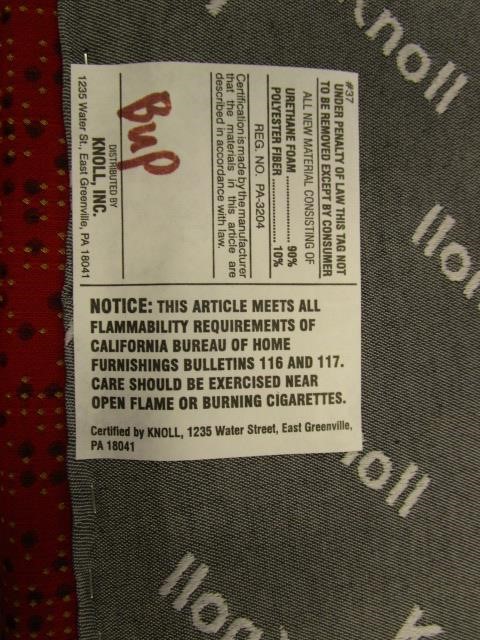 #37
UNDER PENALTY OF LAW THIS TAG NOT
TO BE REMOVED EXCEPT BY CONSUMER
ALL NEW MATERIAL CONSISTING OF
URETHANE FOAM .................... 90%
POLYESTER FIBER .................... 10%
REG. NO. PA-3204
Certification is made by the manufacturer
that the materials in this article are
described in accordance with law.
BuP
DISTRIBUTED BY
KNOLL, INC.
1235 Water St., East Greenville, PA 18041
NOTICE: THIS ARTICLE MEETS ALL
FLAMMABILITY REQUIREMENTS OF
CALIFORNIA BUREAU OF HOME
FURNISHINGS BULLETINS 116 AND 117.
CARE SHOULD BE EXERCISED NEAR
OPEN FLAME OR BURNING CIGARETTES.
Certified by KNOLL, 1235 Water Street, East Greenville,
PA 18041
Knoll
noll
noll
noll